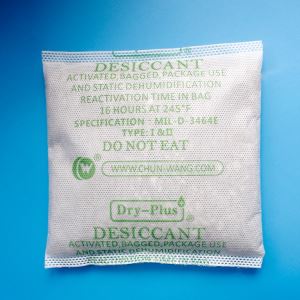 DESICCANT
ACTIVATED, BAGGED, PACKAGE USE
AND STATIC DEHUMIDIFICATION
REACTIVATION TIME IN BAG
16 HOURS AT 245°F
SPECIFICATION : MIL-D-3464E
TYPE: I & II
DO NOT EAT
CW WWW.CHUN-WANG.COM
Dry-Plus®
DESICCANT
ACTIVATED, BAGGED, PACKAGE USE
AND STATIC DEHUMIDIFICATION